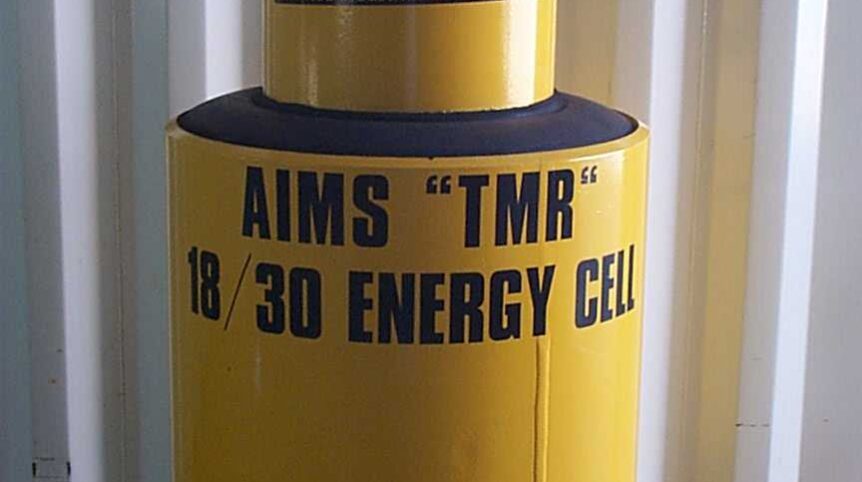 AIMS “TMR“
18/30 ENERGY CELL